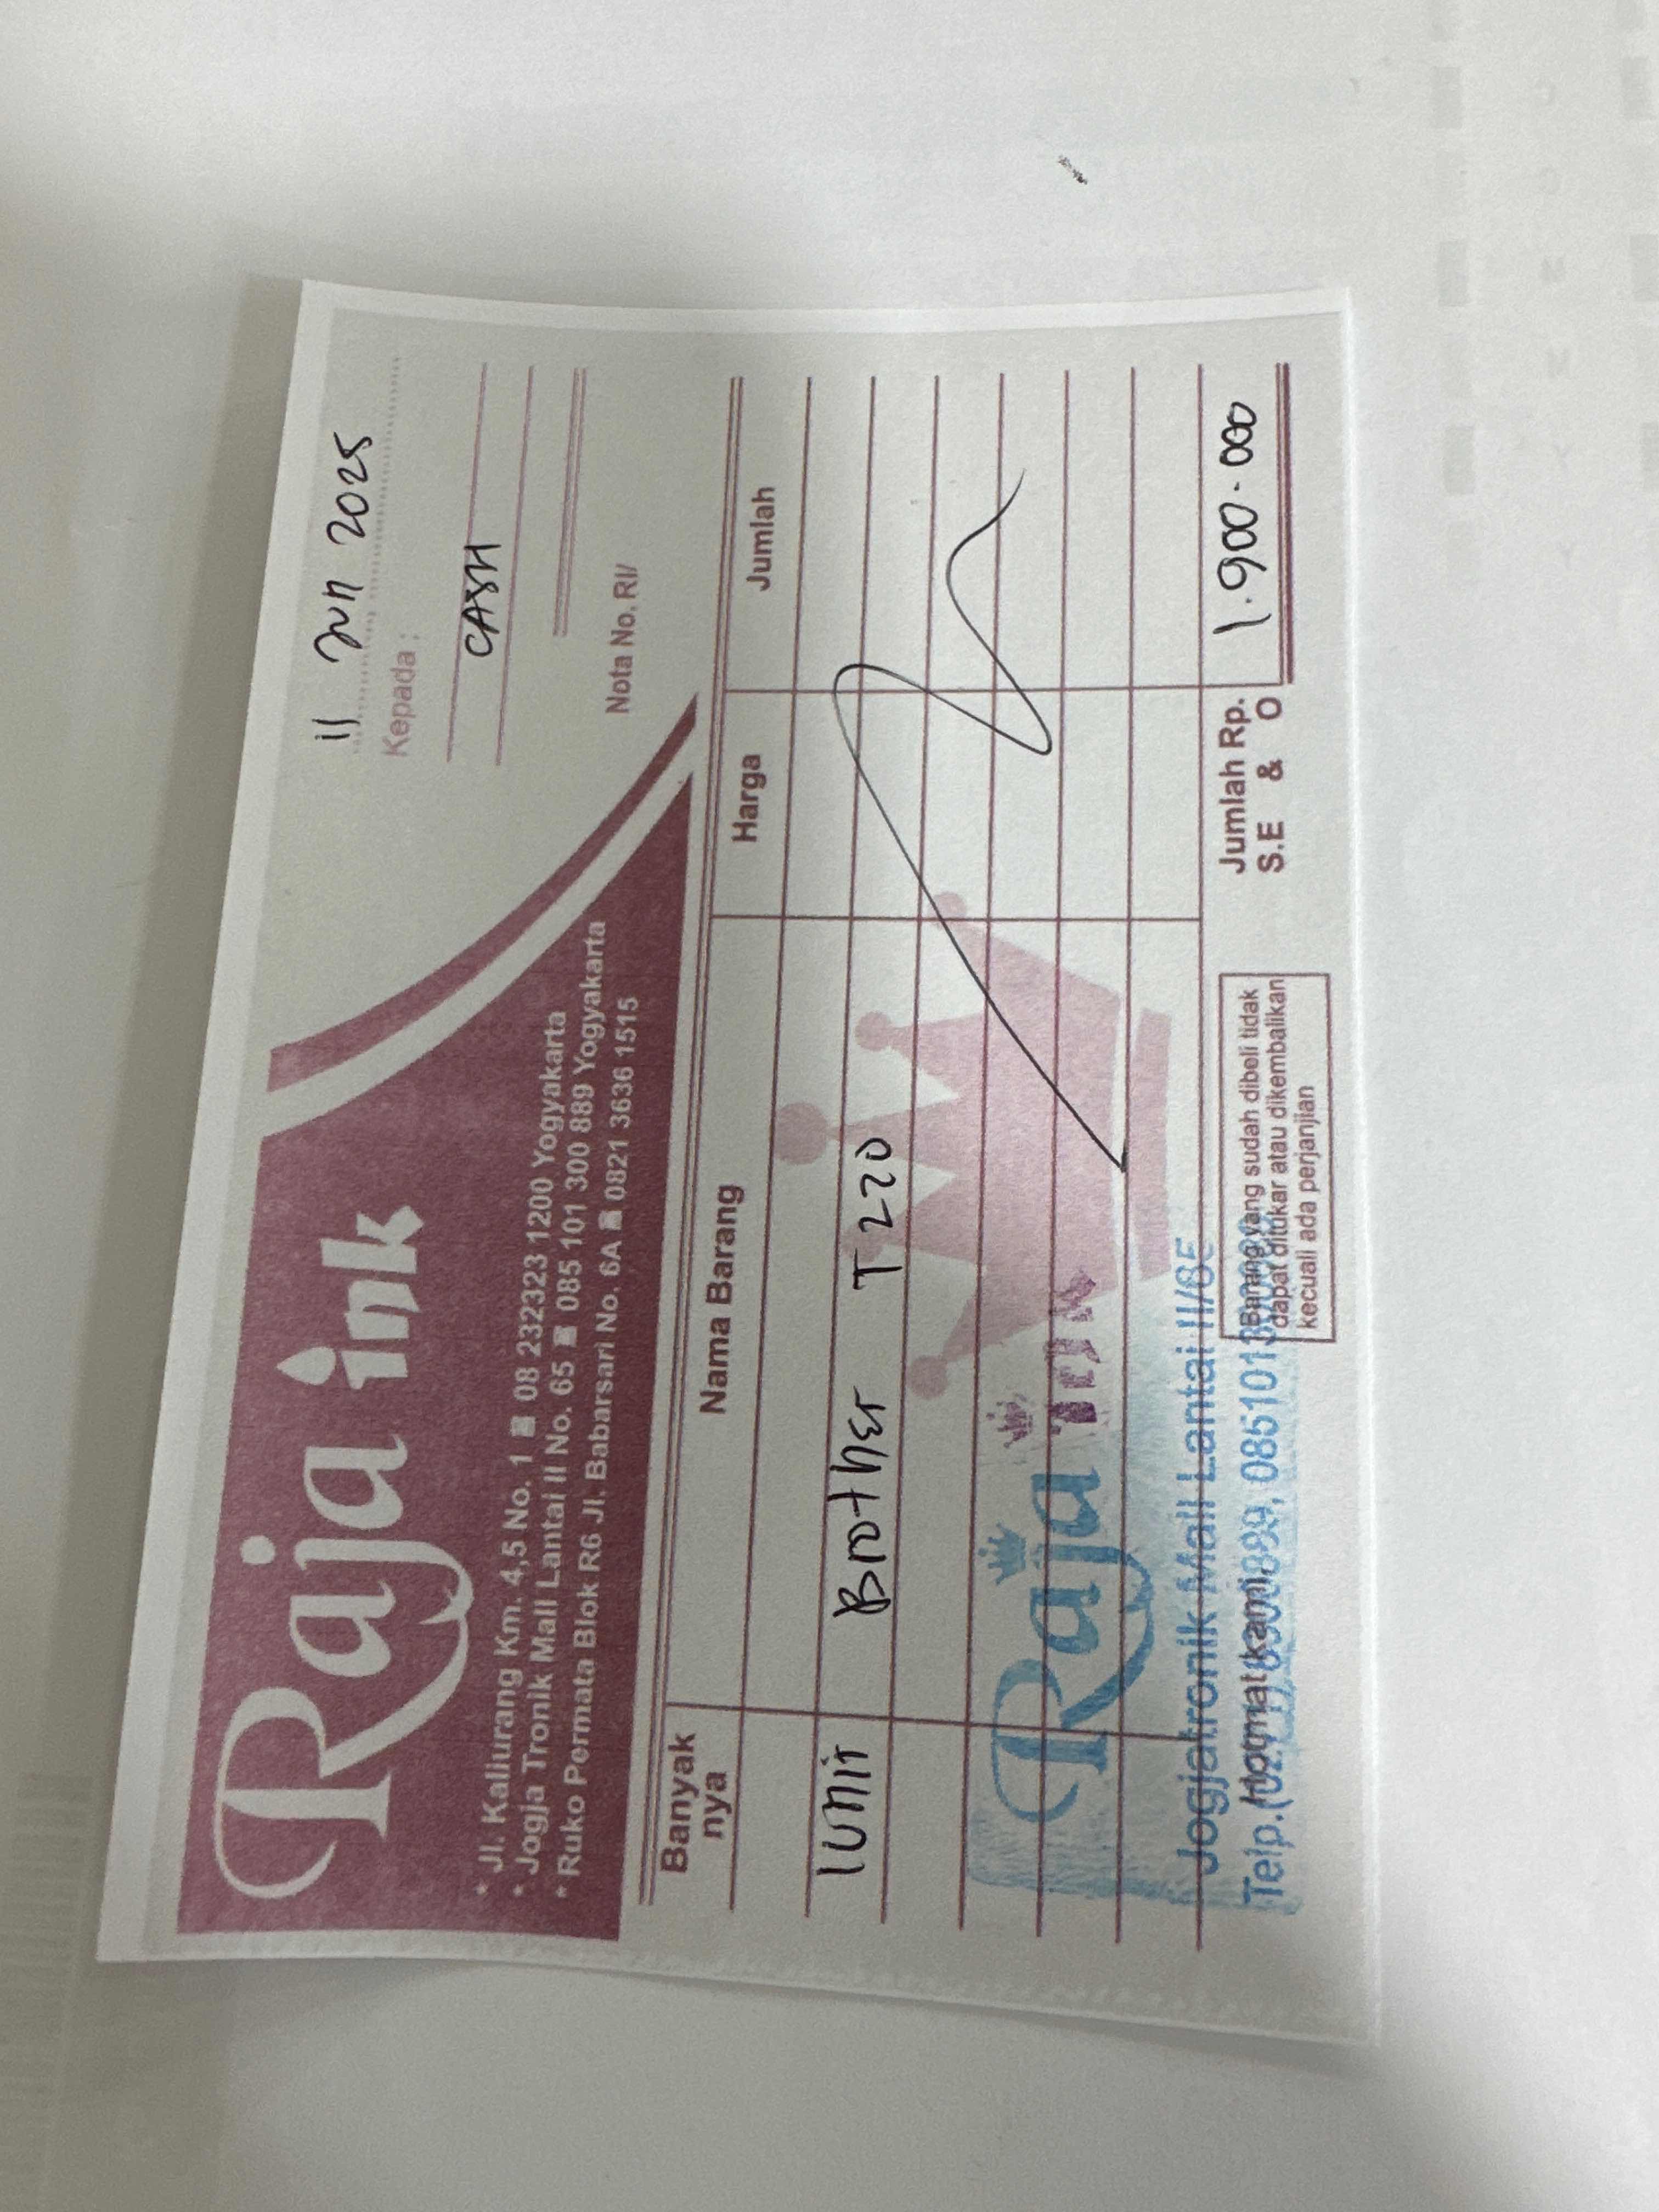 Raja ink
* Jl. Kaliurang Km. 4,5 No. 1 08 232323 1200 Yogyakarta
* Jogja Tronik Mall Lantai II No. 65 085 101 300 889 Yogyakarta
* Ruko Permata Blok R6 Jl. Babarsari No. 6A 0821 3636 1515
11 Jun 2025
Kepada :
CASH
Nota No. RI/
Banyak nya Nama Barang Harga Jumlah
1 unit Brother T220
Raja ink
Jogjatronik Mall Lantai II/
Telp.
Hormat kami,
Barang yang sudah dibeli tidak
dapat ditukar atau dikembalikan
kecuali ada perjanjian
Jumlah Rp. 1.900.000
S.E & O